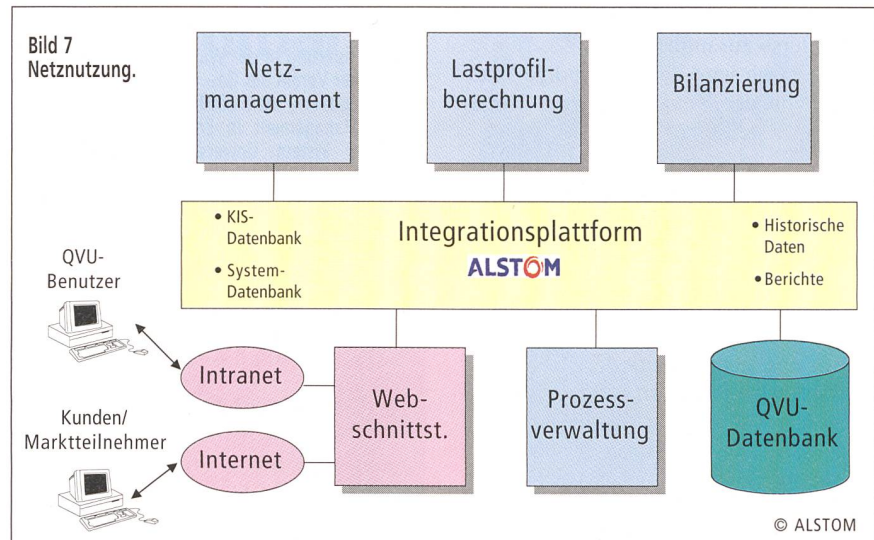 Bild 7
Netznutzung.
Netz-
management
Lastprofil-
berechnung
Bilanzierung
• KIS-
Datenbank
• System-
Datenbank
Integrationsplattform
ALSTOM
• Historische
Daten
• Berichte
QVU-
Benutzer
Intranet
Kunden/
Marktteilnehmer
Internet
Web-
schnittst.
Prozess-
verwaltung
QVU-
Datenbank
© ALSTOM